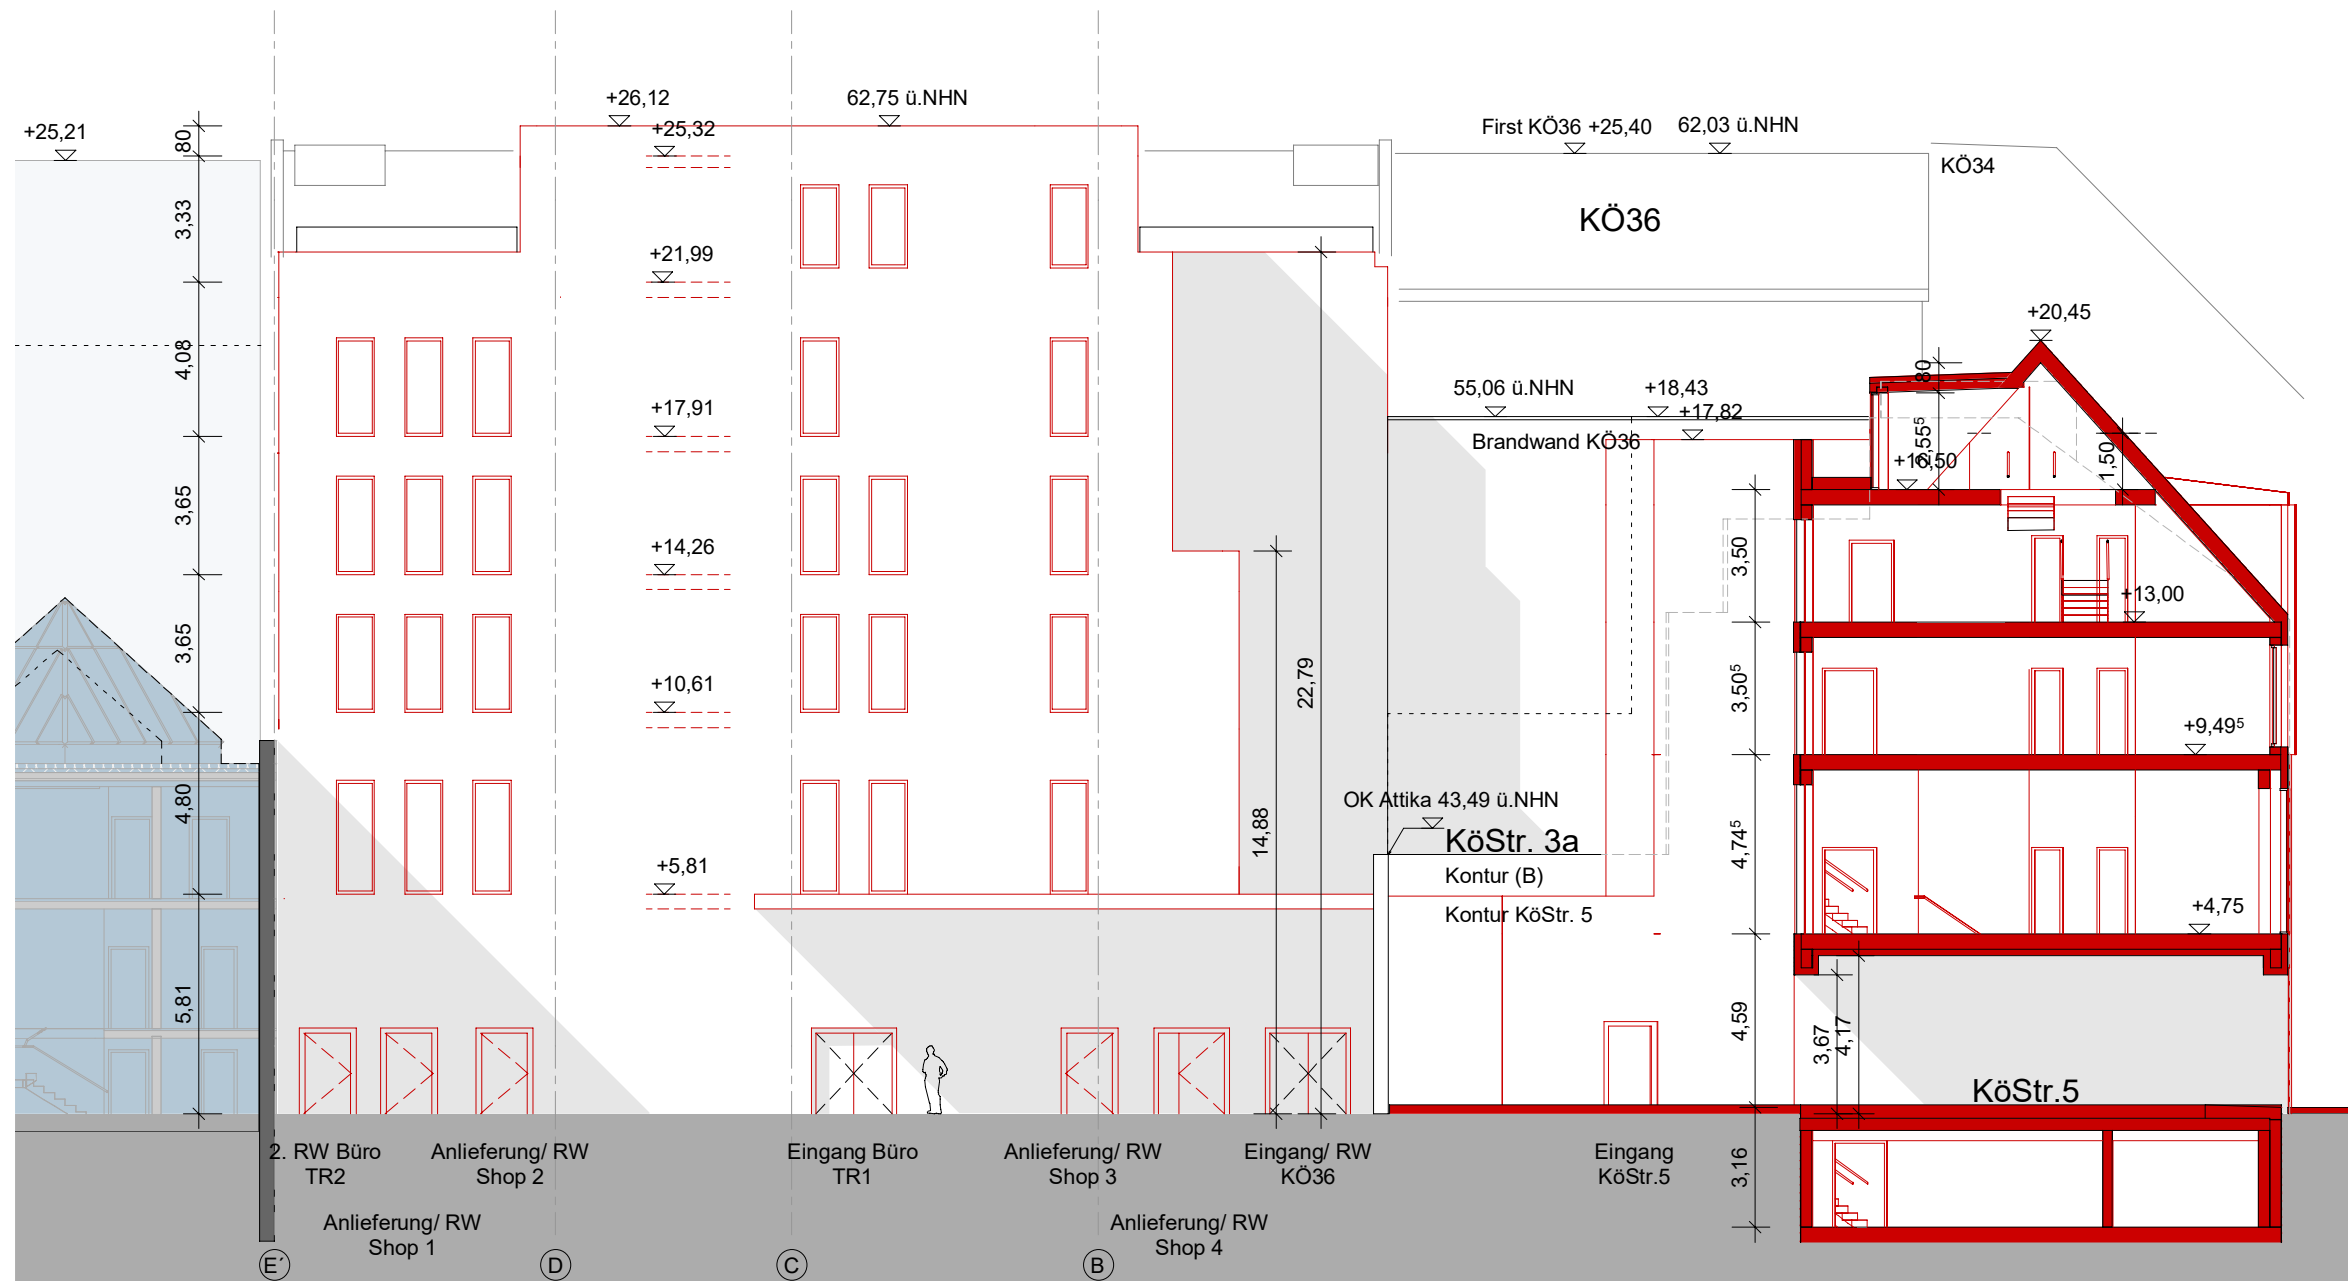 +26,12
62,75 ü.NHN
+25,21
+25,32
First KÖ36 +25,40
62,03 ü.NHN
80
KÖ34
3,33
KÖ36
+21,99
+20,45
4,08
80
55,06 ü.NHN
+18,43
+17,91
+17,82
Brandwand KÖ36
2,55⁵
+16,50
1,50
3,65
+14,26
3,50
+13,00
3,65
+10,61
22,79
3,50⁵
+9,49⁵
4,80
OK Attika 43,49 ü.NHN
14,88
KöStr. 3a
4,74⁵
+5,81
Kontur (B)
Kontur KöStr. 5
+4,75
5,81
4,59
3,67
4,17
KöStr.5
2. RW Büro
TR2
Anlieferung/ RW
Shop 2
Eingang Büro
TR1
Anlieferung/ RW
Shop 3
Eingang/ RW
KÖ36
Eingang
KöStr.5
3,16
Anlieferung/ RW
Shop 1
Anlieferung/ RW
Shop 4
E´
D
C
B